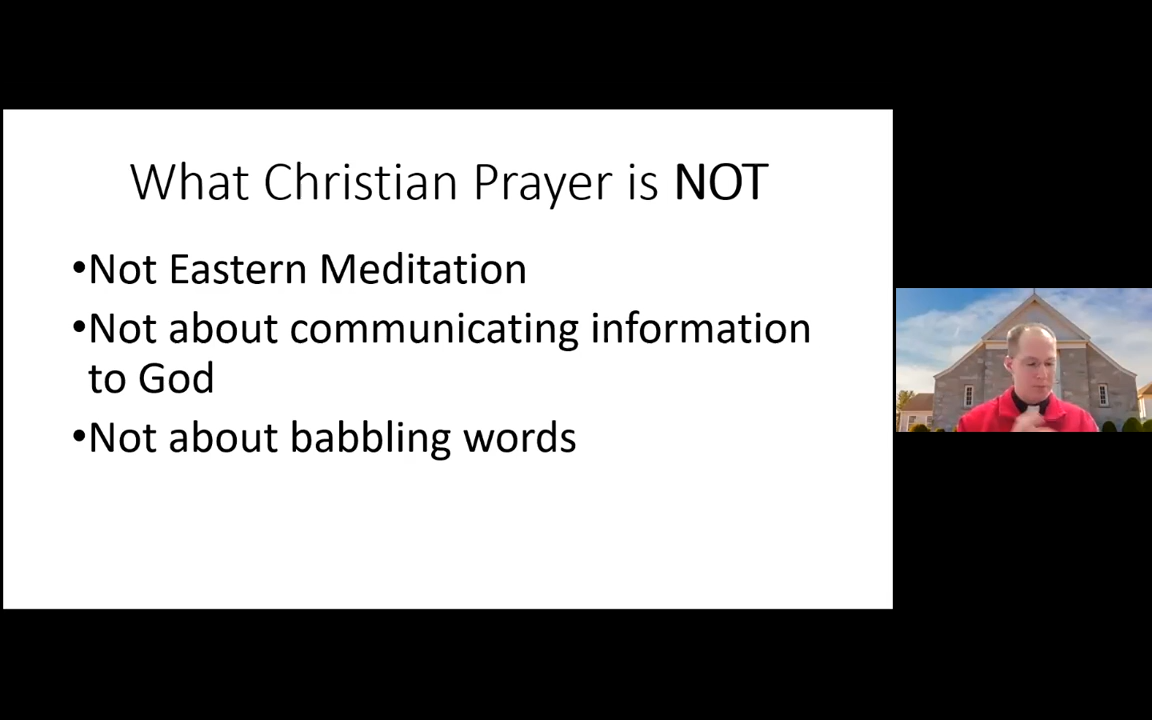 What Christian Prayer is NOT
•Not Eastern Meditation
•Not about communicating information
to God
•Not about babbling words